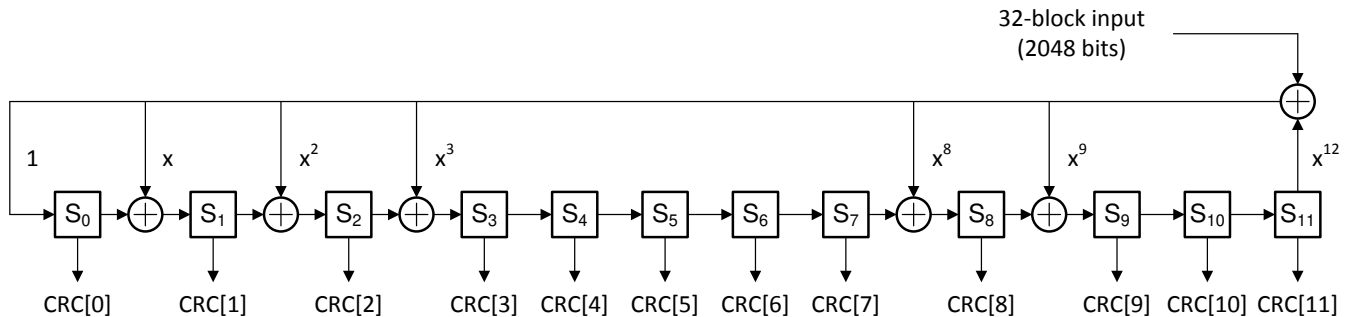 32-block input
(2048 bits)
1 x x² x³ x⁸ x⁹ x¹²
S₀ S₁ S₂ S₃ S₄ S₅ S₆ S₇ S₈ S₉ S₁₀ S₁₁
CRC[0] CRC[1] CRC[2] CRC[3] CRC[4] CRC[5] CRC[6] CRC[7] CRC[8] CRC[9] CRC[10] CRC[11]